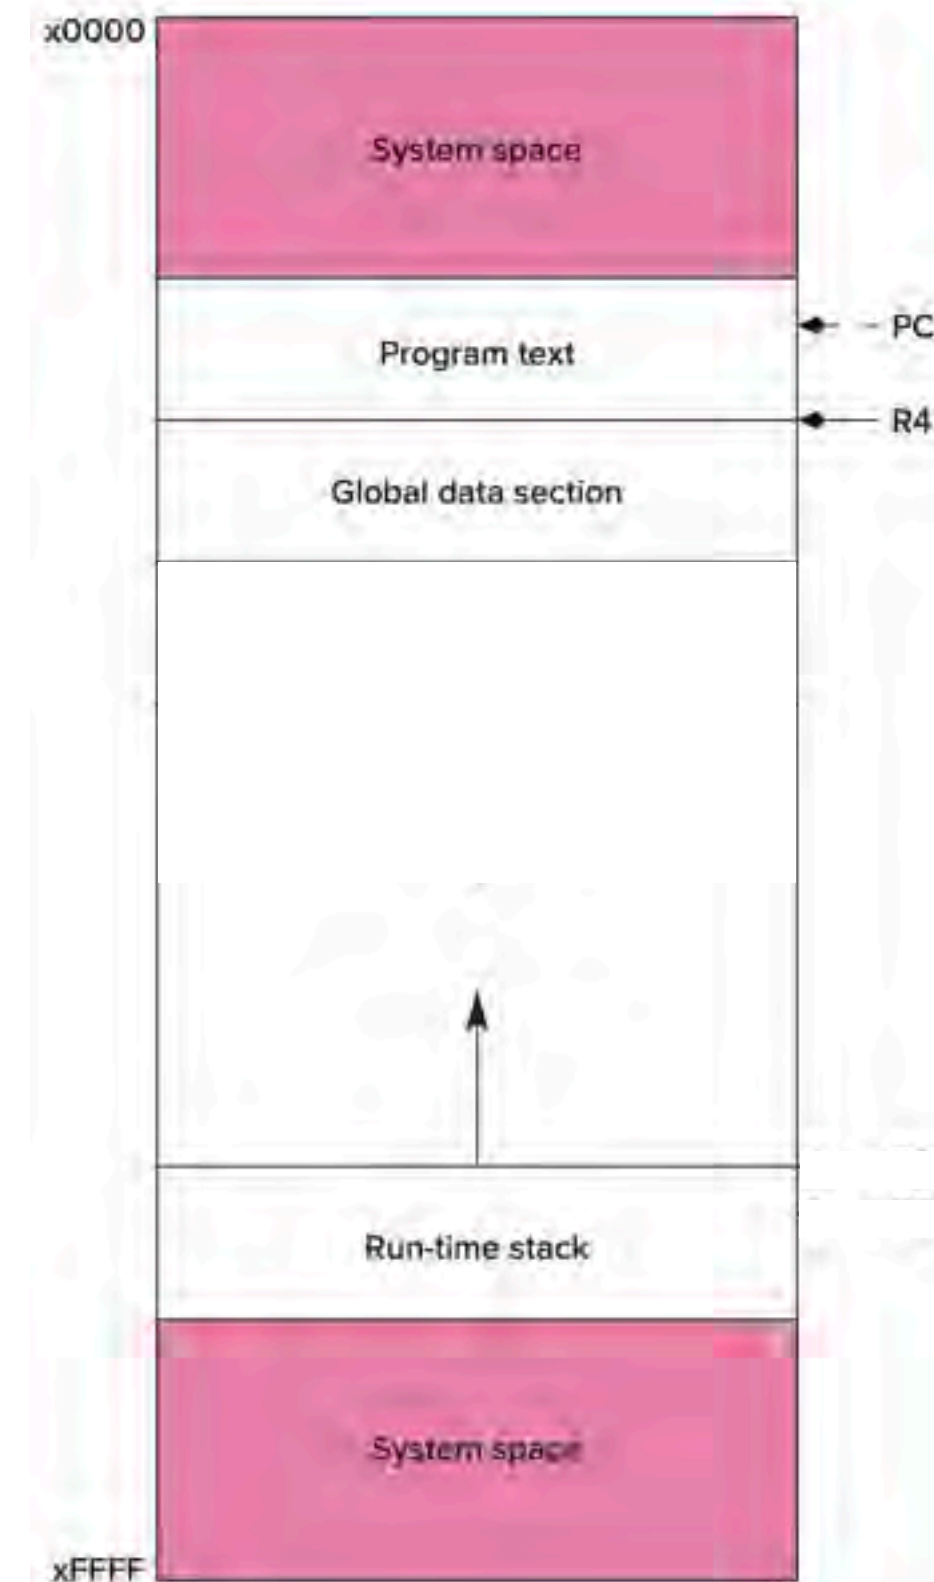 x0000
System space
PC
Program text
R4
Global data section
Run-time stack
System space
xFFFF